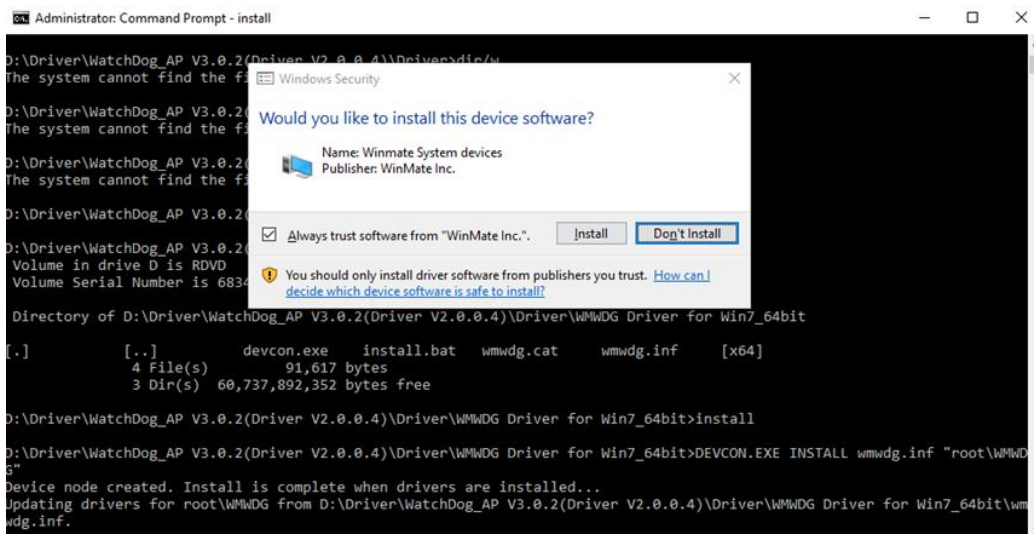 Administrator: Command Prompt - install
D:\Driver\WatchDog_AP V3.0.2(Driver V2.0.0.4)\Driver>dir/w
The system cannot find the fi
D:\Driver\WatchDog_AP V3.0.2(
The system cannot find the fi
D:\Driver\WatchDog_AP V3.0.2(
The system cannot find the fi
D:\Driver\WatchDog_AP V3.0.2(
D:\Driver\WatchDog_AP V3.0.2(
Volume in drive D is RDVD
Volume Serial Number is 6834
Windows Security
Would you like to install this device software?
Name: Winmate System devices
Publisher: WinMate Inc.
Always trust software from "WinMate Inc.". Install Don't Install
You should only install driver software from publishers you trust. How can I
decide which device software is safe to install?
Directory of D:\Driver\WatchDog_AP V3.0.2(Driver V2.0.0.4)\Driver\WMWDG Driver for Win7_64bit
[.] [..] devcon.exe install.bat wmwdg.cat wmwdg.inf [x64]
4 File(s) 91,617 bytes
3 Dir(s) 60,737,892,352 bytes free
D:\Driver\WatchDog_AP V3.0.2(Driver V2.0.0.4)\Driver\WMWDG Driver for Win7_64bit>install
D:\Driver\WatchDog_AP V3.0.2(Driver V2.0.0.4)\Driver\WMWDG Driver for Win7_64bit>DEVCON.EXE INSTALL wmwdg.inf "root\WMWD
G"
Device node created. Install is complete when drivers are installed...
Updating drivers for root\WMWDG from D:\Driver\WatchDog_AP V3.0.2(Driver V2.0.0.4)\Driver\WMWDG Driver for Win7_64bit\wm
wdg.inf.